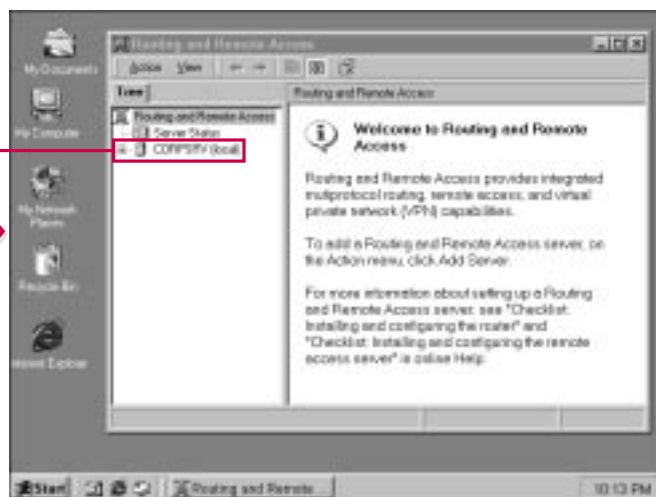 My Documents
My Computer
My Network
Places
Recycle Bin
Internet Explorer
Routing and Remote Access
Action View
Tree
Routing and Remote Access
Server Status
CORPSRV (local)
Routing and Remote Access
Welcome to Routing and Remote
Access
Routing and Remote Access provides integrated
multiprotocol routing, remote access, and virtual
private network (VPN) capabilities.
To add a Routing and Remote Access server, on
the Action menu, click Add Server.
For more information about setting up a Routing
and Remote Access server, see "Checklist:
Installing and configuring the router" and
"Checklist: Installing and configuring the remote
access server" in online Help.
Start
Routing and Remote
10:13 PM